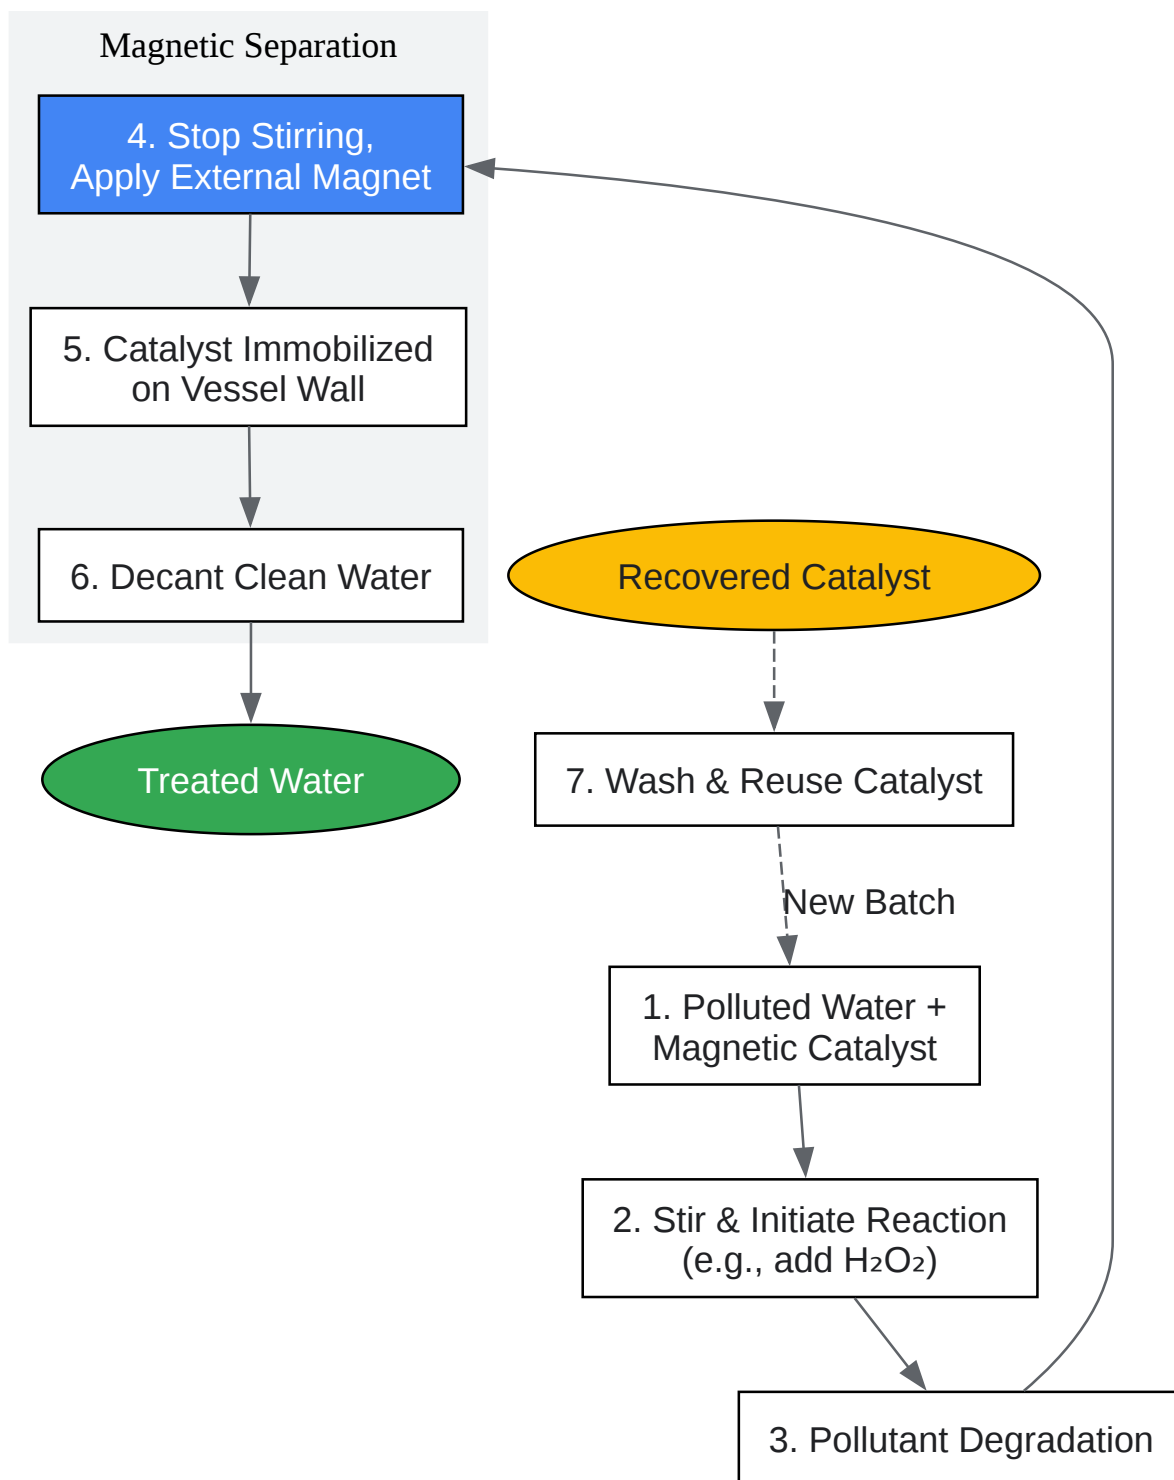 Magnetic Separation
4. Stop Stirring,
Apply External Magnet
5. Catalyst Immobilized
on Vessel Wall
6. Decant Clean Water
Treated Water
Recovered Catalyst
7. Wash & Reuse Catalyst
New Batch
1. Polluted Water +
Magnetic Catalyst
2. Stir & Initiate Reaction
(e.g., add H₂O₂)
3. Pollutant Degradation